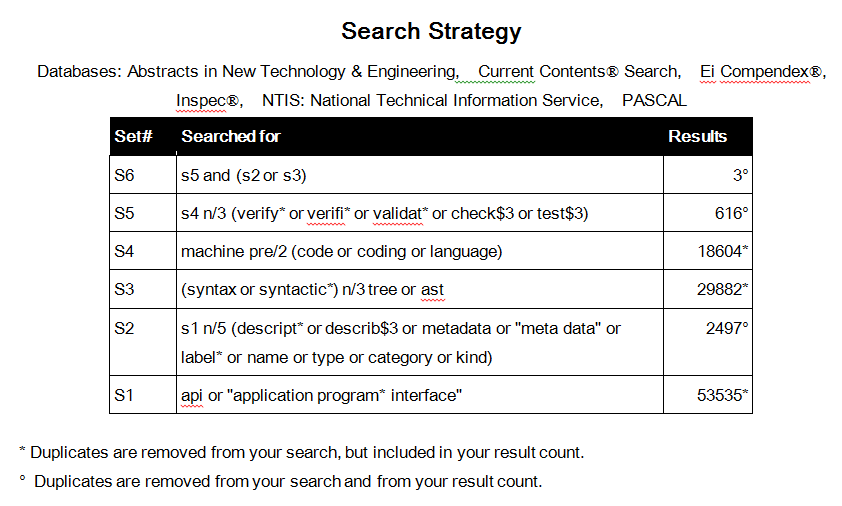 Search Strategy
Databases: Abstracts in New Technology & Engineering, Current Contents® Search, Ei Compendex®,
Inspec®, NTIS: National Technical Information Service, PASCAL
Set# Searched for Results
S6 s5 and (s2 or s3) 3°
S5 s4 n/3 (verify* or verifi* or validat* or check$3 or test$3) 616°
S4 machine pre/2 (code or coding or language) 18604*
S3 (syntax or syntactic*) n/3 tree or ast 29882*
S2 s1 n/5 (descript* or describ$3 or metadata or "meta data" or 2497°
label* or name or type or category or kind)
S1 api or "application program* interface" 53535*
* Duplicates are removed from your search, but included in your result count.
° Duplicates are removed from your search and from your result count.